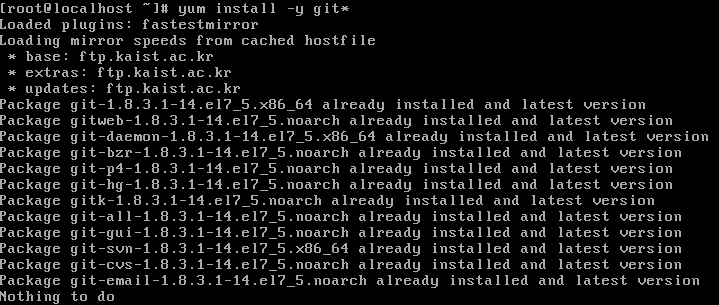 [root@localhost ~]# yum install -y git*
Loaded plugins: fastestmirror
Loading mirror speeds from cached hostfile
 * base: ftp.kaist.ac.kr
 * extras: ftp.kaist.ac.kr
 * updates: ftp.kaist.ac.kr
Package git-1.8.3.1-14.el7_5.x86_64 already installed and latest version
Package gitweb-1.8.3.1-14.el7_5.noarch already installed and latest version
Package git-daemon-1.8.3.1-14.el7_5.x86_64 already installed and latest version
Package git-bzr-1.8.3.1-14.el7_5.noarch already installed and latest version
Package git-p4-1.8.3.1-14.el7_5.noarch already installed and latest version
Package git-hg-1.8.3.1-14.el7_5.noarch already installed and latest version
Package gitk-1.8.3.1-14.el7_5.noarch already installed and latest version
Package git-all-1.8.3.1-14.el7_5.noarch already installed and latest version
Package git-gui-1.8.3.1-14.el7_5.noarch already installed and latest version
Package git-svn-1.8.3.1-14.el7_5.x86_64 already installed and latest version
Package git-cvs-1.8.3.1-14.el7_5.noarch already installed and latest version
Package git-email-1.8.3.1-14.el7_5.noarch already installed and latest version
Nothing to do